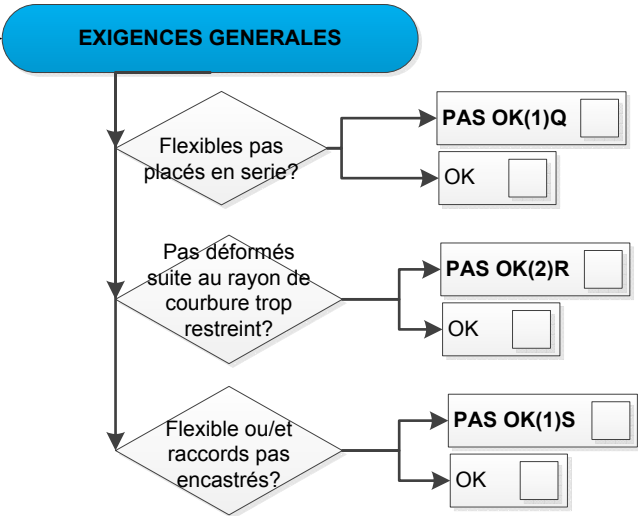 EXIGENCES GENERALES
Flexibles pas
placés en serie?
PAS OK(1)Q
OK
Pas déformés
suite au rayon de
courbure trop
restreint?
PAS OK(2)R
OK
Flexible ou/et
raccords pas
encastrés?
PAS OK(1)S
OK